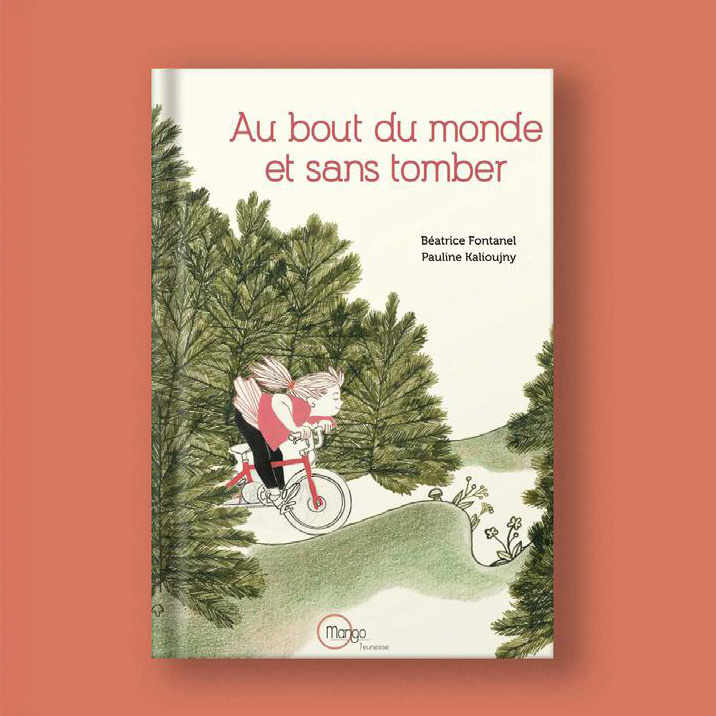 Au bout du monde
et sans tomber
Béatrice Fontanel
Pauline Kalioujny
Mango
Jeunesse